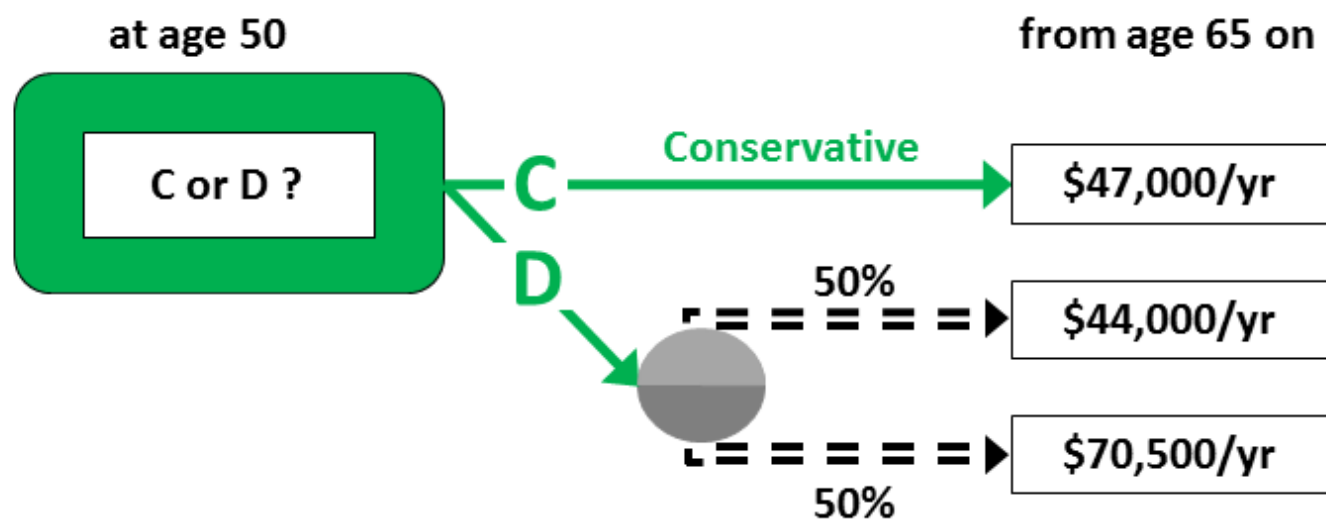 at age 50
from age 65 on
C or D ?
C
Conservative
$47,000/yr
D
50%
$44,000/yr
$70,500/yr
50%